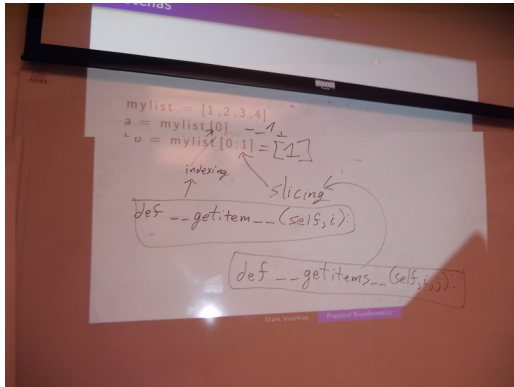 mylist = [1,2,3,4]
a = mylist[0] -- 1
b = mylist[0:1] = [1]
indexing
slicing
def __getitem__(self,i):
def __getitems__(self,i,j):
Mark Voorhies Practical Bioinformatics